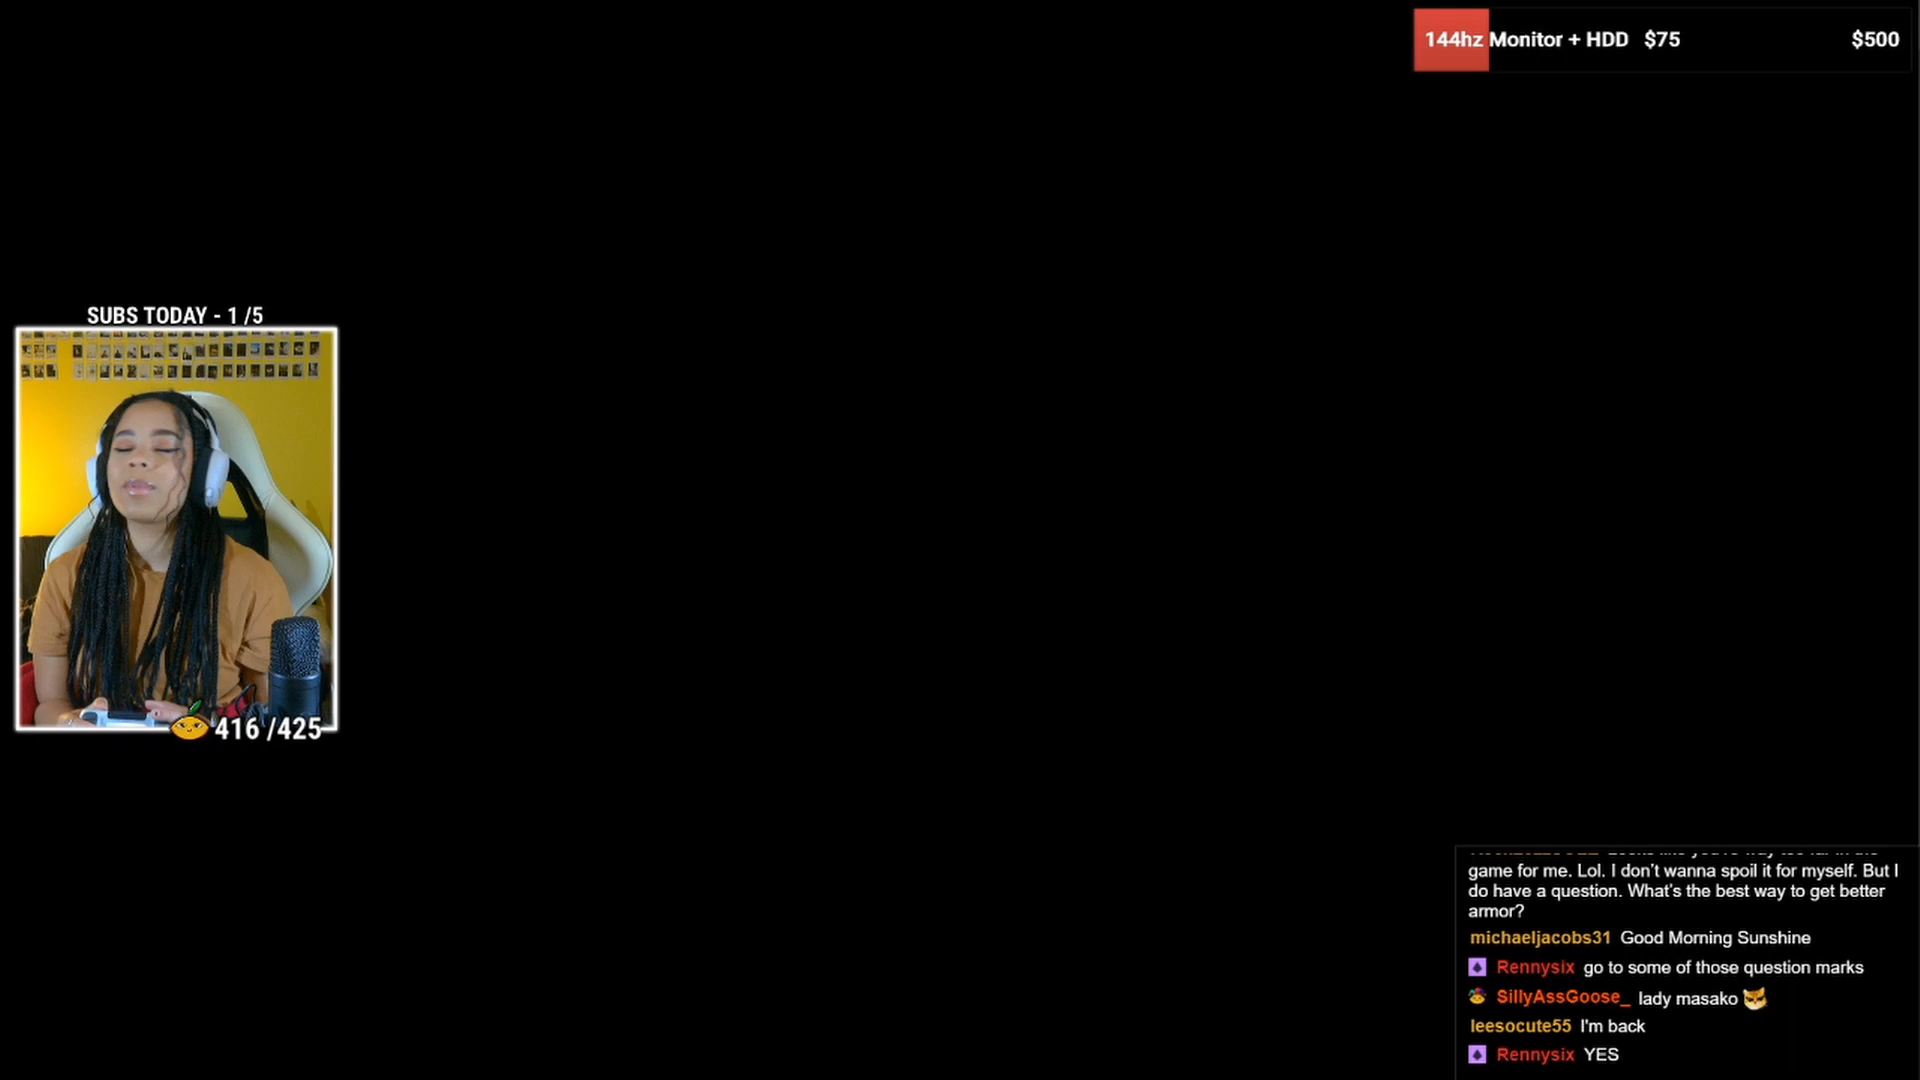 144hz Monitor + HDD $75 $500
SUBS TODAY - 1 /5
416 /425
game for me. Lol. I don't wanna spoil it for myself. But I
do have a question. What's the best way to get better
armor?
michaeljacobs31 Good Morning Sunshine
Rennysix go to some of those question marks
SillyAssGoose_ lady masako
leesocute55 I'm back
Rennysix YES